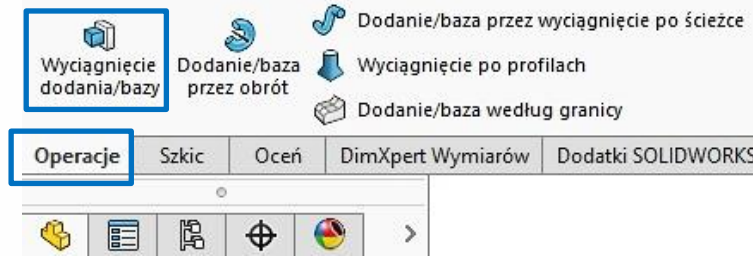 Wyciągnięcie
dodania/bazy
Dodanie/baza
przez obrót
Dodanie/baza przez wyciągnięcie po ścieżce
Wyciągnięcie po profilach
Dodanie/baza według granicy
Operacje
Szkic
Oceń
DimXpert Wymiarów
Dodatki SOLIDWORKS